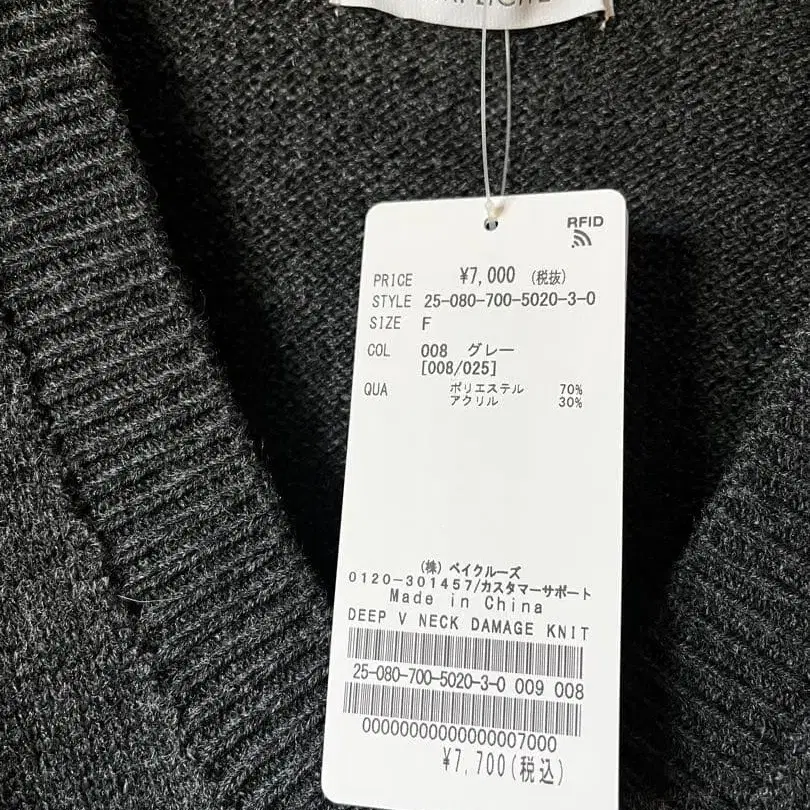 RFID
PRICE ¥7,000 (税抜)
STYLE 25-080-700-5020-3-0
SIZE F
COL 008 グレー
[008/025]
QUA ポリエステル 70%
アクリル 30%
(株) ベイクルーズ
0120-301457/カスタマーサポート
Made in China
DEEP V NECK DAMAGE KNIT
25-080-700-5020-3-0 009 008
00000000000000007000
¥7,700(税込)